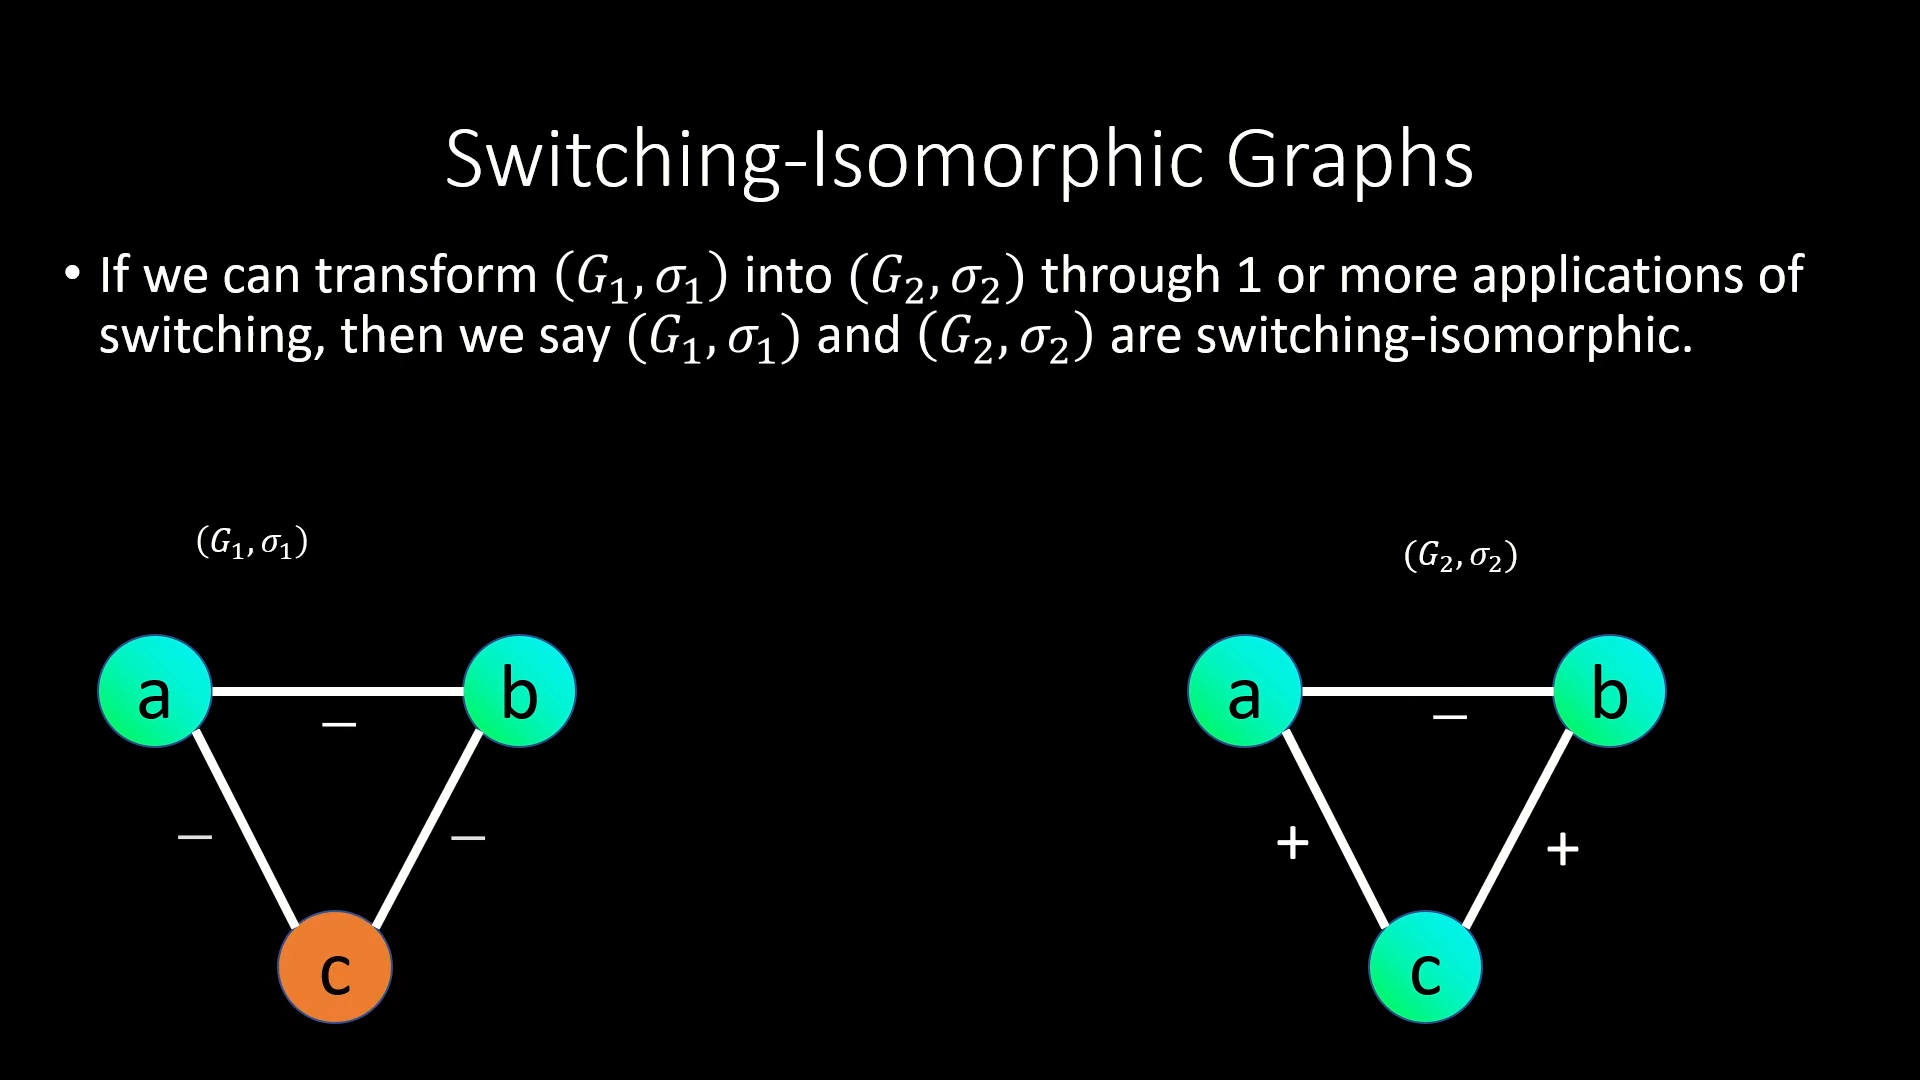 Switching-Isomorphic Graphs
• If we can transform (G₁, σ₁) into (G₂, σ₂) through 1 or more applications of
switching, then we say (G₁, σ₁) and (G₂, σ₂) are switching-isomorphic.
(G₁, σ₁)
(G₂, σ₂)
a
b
–
–
–
c
a
b
–
+
+
c